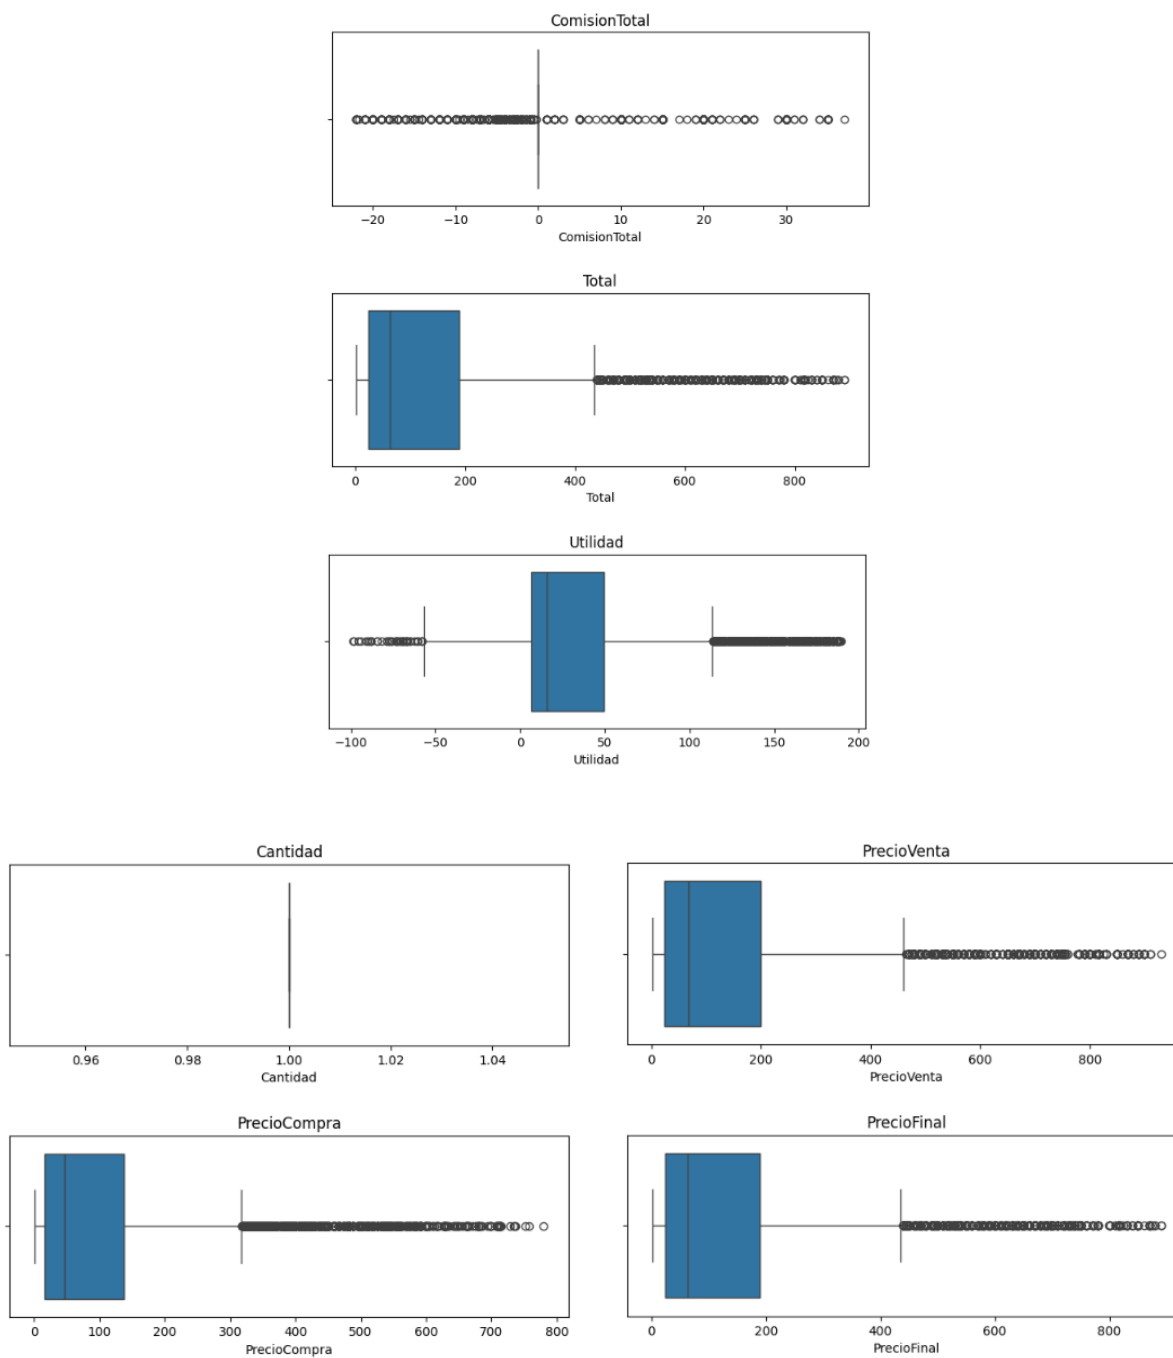 ComisionTotal
−20 −10 0 10 20 30
ComisionTotal
Total
0 200 400 600 800
Total
Utilidad
−100 −50 0 50 100 150 200
Utilidad
Cantidad
0.96 0.98 1.00 1.02 1.04
Cantidad
PrecioVenta
0 200 400 600 800
PrecioVenta
PrecioCompra
0 100 200 300 400 500 600 700 800
PrecioCompra
PrecioFinal
0 200 400 600 800
PrecioFinal